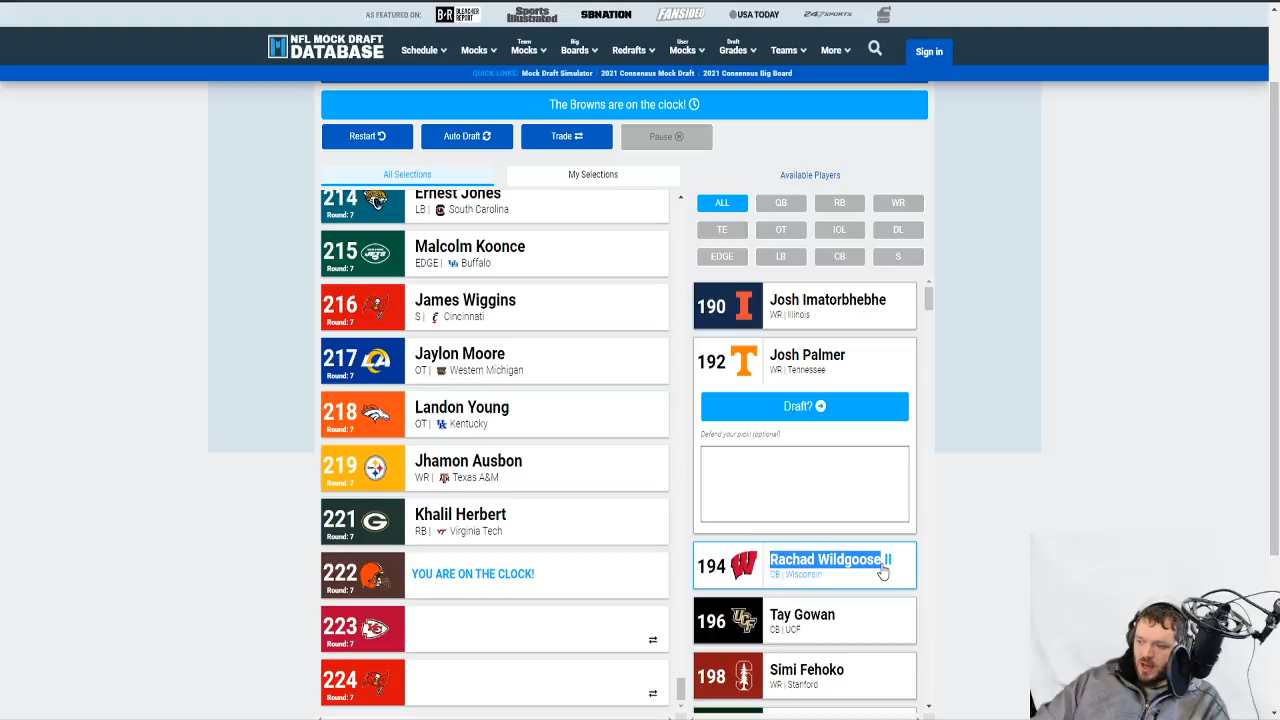 AS FEATURED ON: B/R BLEACHER REPORT Sports Illustrated SBNATION FANSIDED USA TODAY 247SPORTS
NFL MOCK DRAFT DATABASE
Schedule Mocks Team Mocks Big Boards Redrafts User Mocks Draft Grades Teams More Sign in
QUICK LINKS: Mock Draft Simulator | 2021 Consensus Mock Draft | 2021 Consensus Big Board
The Browns are on the clock!
Restart Auto Draft Trade Pause
All Selections My Selections
214 Ernest Jones
Round: 7 LB | South Carolina
215 Malcolm Koonce
Round: 7 EDGE | Buffalo
216 James Wiggins
Round: 7 S | Cincinnati
217 Jaylon Moore
Round: 7 OT | Western Michigan
218 Landon Young
Round: 7 OT | Kentucky
219 Jhamon Ausbon
Round: 7 WR | Texas A&M
221 Khalil Herbert
Round: 7 RB | Virginia Tech
222 YOU ARE ON THE CLOCK!
Round: 7
223
Round: 7
224
Round: 7
Available Players
ALL QB RB WR
TE OT IOL DL
EDGE LB CB S
190 Josh Imatorbhebhe
WR | Illinois
192 Josh Palmer
WR | Tennessee
Draft?
Defend your pick! (optional)
194 Rachad Wildgoose II
CB | Wisconsin
196 Tay Gowan
CB | UCF
198 Simi Fehoko
WR | Stanford